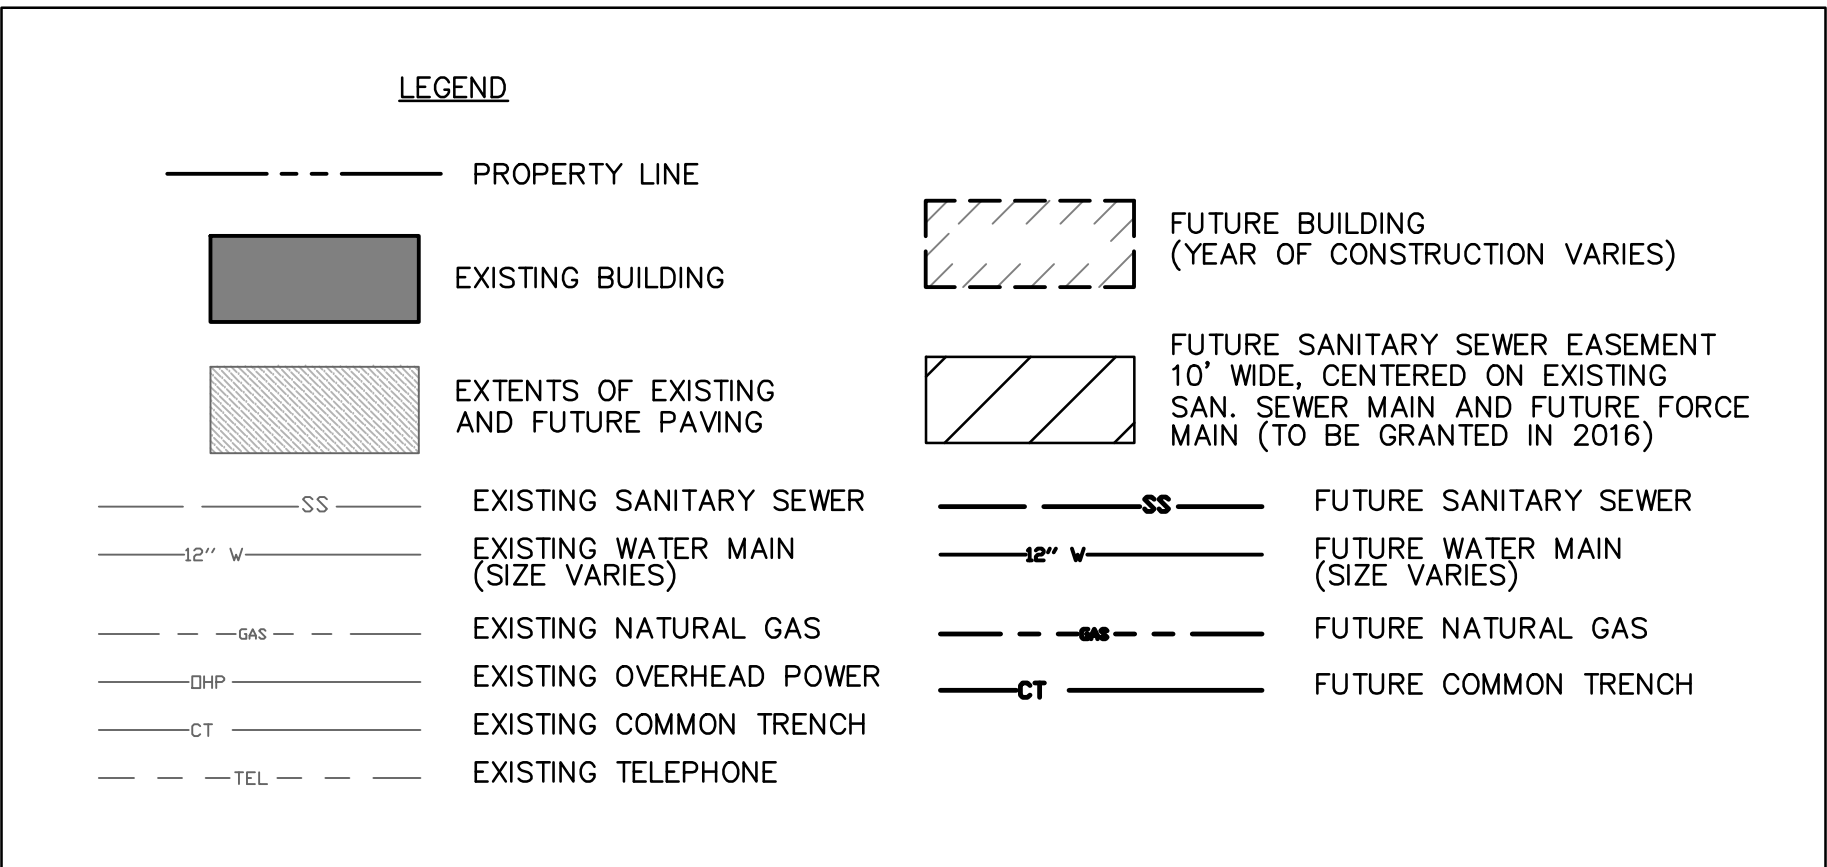 LEGEND
PROPERTY LINE
EXISTING BUILDING
EXTENTS OF EXISTING
AND FUTURE PAVING
SS EXISTING SANITARY SEWER
12" W EXISTING WATER MAIN
(SIZE VARIES)
GAS EXISTING NATURAL GAS
OHP EXISTING OVERHEAD POWER
CT EXISTING COMMON TRENCH
TEL EXISTING TELEPHONE
FUTURE BUILDING
(YEAR OF CONSTRUCTION VARIES)
FUTURE SANITARY SEWER EASEMENT
10' WIDE, CENTERED ON EXISTING
SAN. SEWER MAIN AND FUTURE FORCE
MAIN (TO BE GRANTED IN 2016)
SS FUTURE SANITARY SEWER
12" W FUTURE WATER MAIN
(SIZE VARIES)
GAS FUTURE NATURAL GAS
CT FUTURE COMMON TRENCH